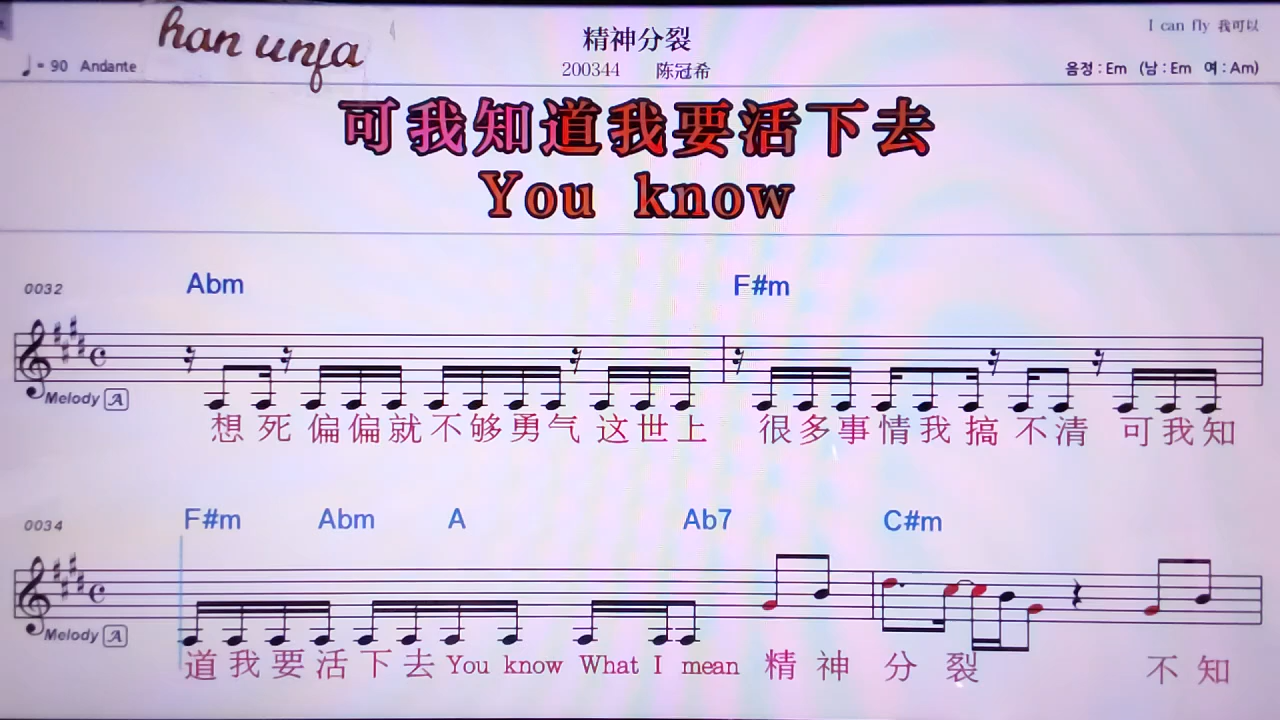 han unfa
精神分裂
I can fly 我可以
♩= 90 Andante
200344 陈冠希
음정 : Em (남 : Em 여 : Am)
可我知道我要活下去
You know
0032 Abm F#m
Melody A
想死偏偏就不够勇气 这世上 很多事情我搞不清 可我知
0034 F#m Abm A Ab7 C#m
Melody A
道我要活下去 You know What I mean 精神分裂 不知